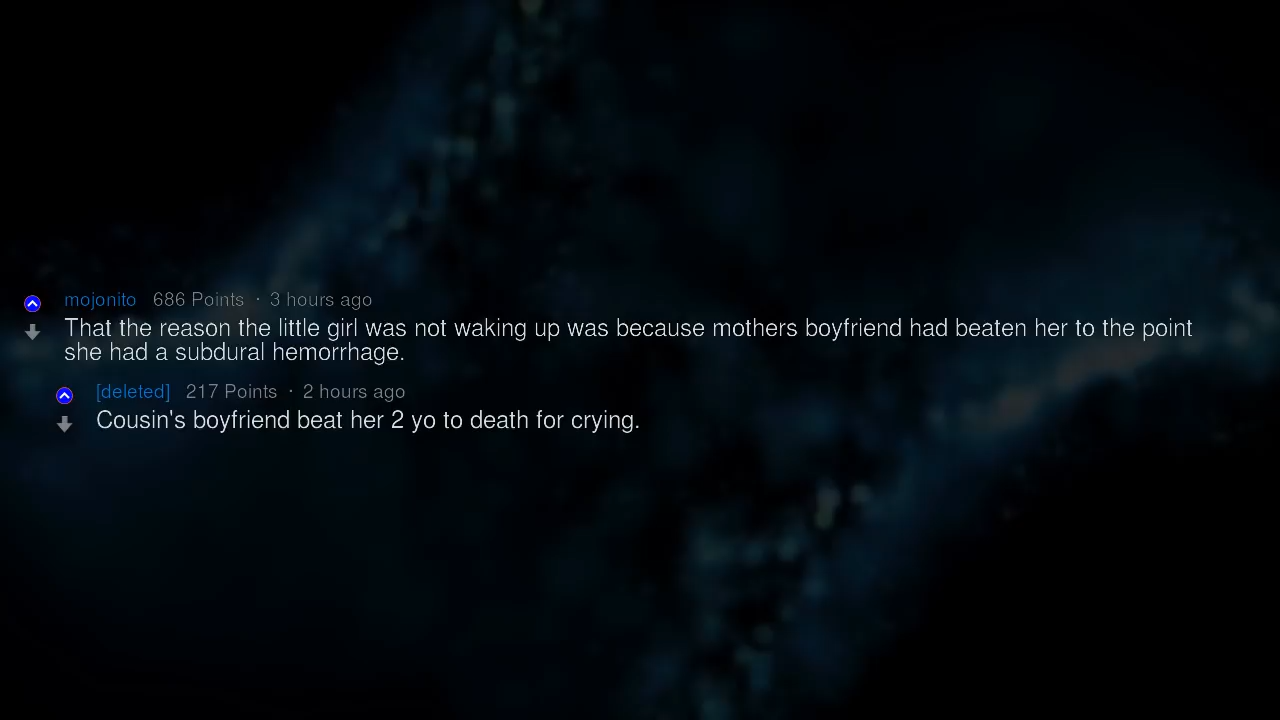 mojonito 686 Points · 3 hours ago
That the reason the little girl was not waking up was because mothers boyfriend had beaten her to the point
she had a subdural hemorrhage.
[deleted] 217 Points · 2 hours ago
Cousin's boyfriend beat her 2 yo to death for crying.